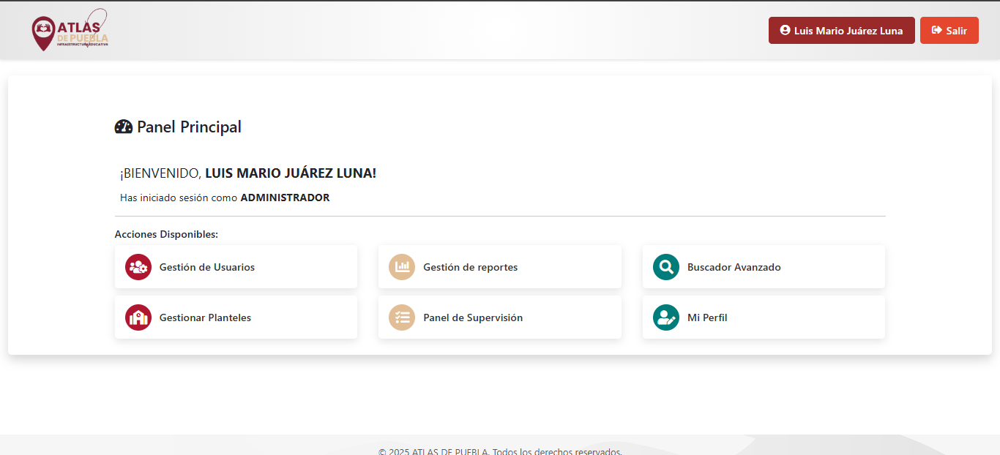 ATLAS
DE PUEBLA
INFRAESTRUCTURA EDUCATIVA
Luis Mario Juárez Luna
Salir
Panel Principal
¡BIENVENIDO, LUIS MARIO JUÁREZ LUNA!
Has iniciado sesión como ADMINISTRADOR
Acciones Disponibles:
Gestión de Usuarios
Gestión de reportes
Buscador Avanzado
Gestionar Planteles
Panel de Supervisión
Mi Perfil
© 2025 ATLAS DE PUEBLA. Todos los derechos reservados.